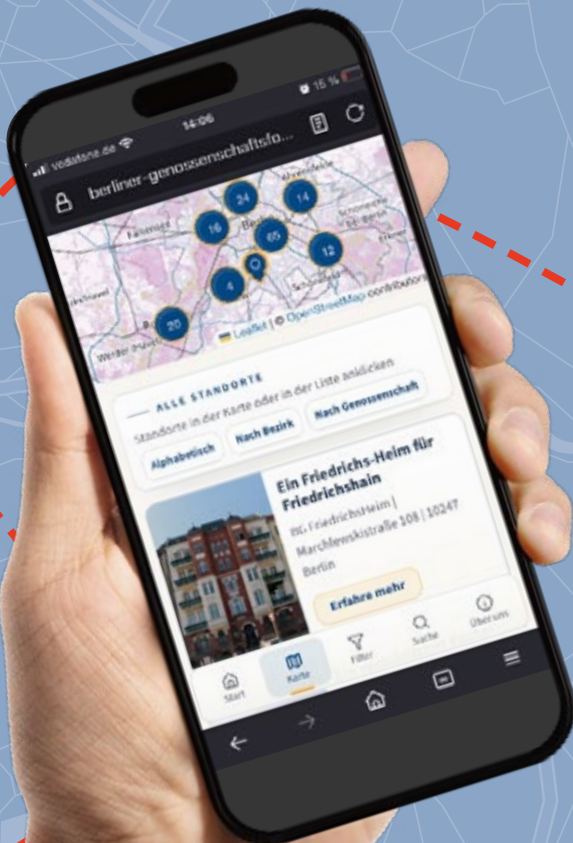 vodafone.de
14:06
15 %
berliner-genossenschaftsfo...
24
16
14
65
12
4
20
Leaflet | © OpenStreetMap contributors
ALLE STANDORTE
Standorte in der Karte oder in der Liste anklicken
Alphabetisch
Nach Bezirk
Nach Genossenschaft
Ein Friedrichs-Heim für
Friedrichshain
BG FriedrichsHeim |
Marchlewskistraße 108 | 10247
Berlin
Erfahre mehr
Start
Karte
Filter
Suche
Über uns